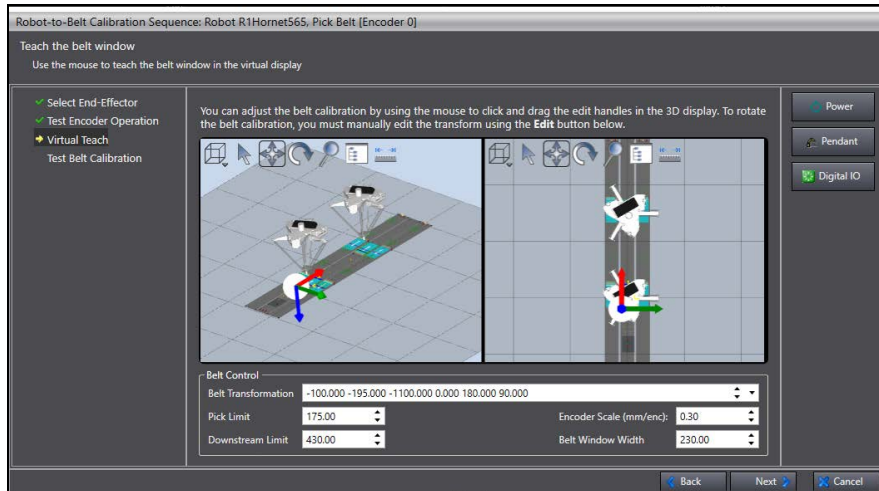 Robot-to-Belt Calibration Sequence: Robot R1Hornet565, Pick Belt [Encoder 0]
Teach the belt window
Use the mouse to teach the belt window in the virtual display
Select End-Effector
Test Encoder Operation
Virtual Teach
Test Belt Calibration
You can adjust the belt calibration by using the mouse to click and drag the edit handles in the 3D display. To rotate
the belt calibration, you must manually edit the transform using the Edit button below.
Power
Pendant
Digital IO
Belt Control
Belt Transformation -100.000 -195.000 -1100.000 0.000 180.000 90.000
Pick Limit 175.00 Encoder Scale (mm/enc): 0.30
Downstream Limit 430.00 Belt Window Width 230.00
Back Next Cancel